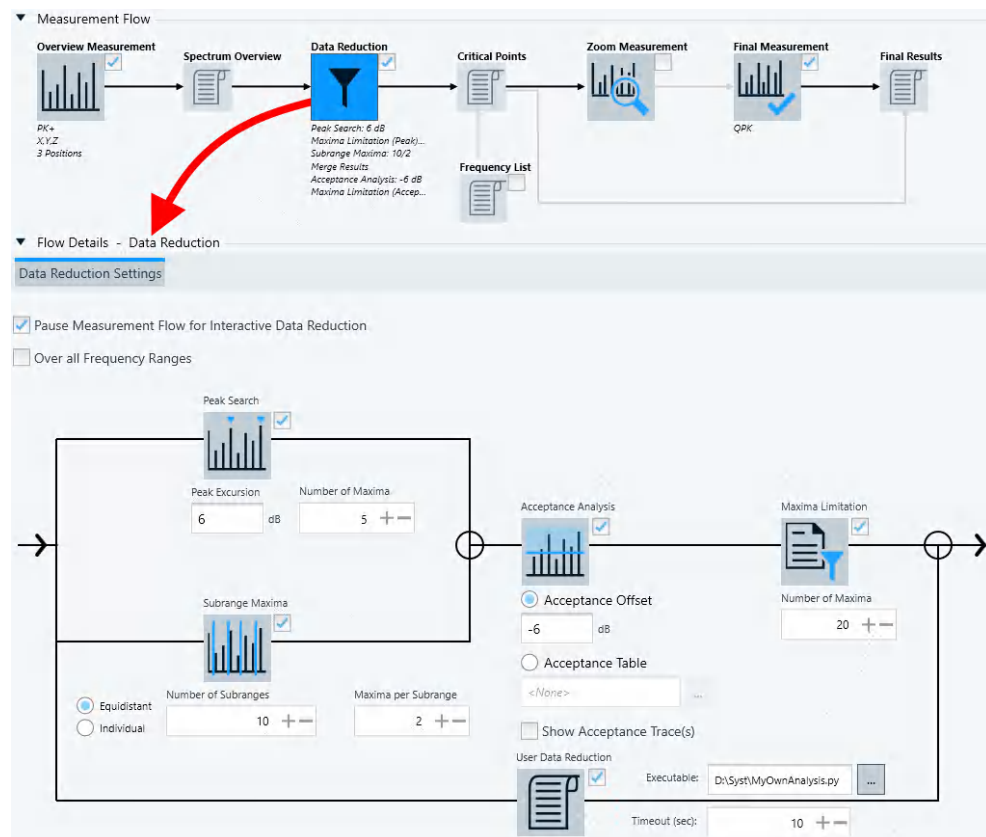 Measurement Flow
Overview Measurement
Spectrum Overview
Data Reduction
Critical Points
Zoom Measurement
Final Measurement
Final Results
PK+
X,Y,Z
3 Positions
Peak Search: 6 dB
Maxima Limitation (Peak)...
Subrange Maxima: 10/2
Merge Results
Acceptance Analysis: -6 dB
Maxima Limitation (Accep...
QPK
Frequency List
Flow Details - Data Reduction
Data Reduction Settings
Pause Measurement Flow for Interactive Data Reduction
Over all Frequency Ranges
Peak Search
Peak Excursion
Number of Maxima
6 dB
5
Acceptance Analysis
Maxima Limitation
Acceptance Offset
-6 dB
Number of Maxima
20
Subrange Maxima
Acceptance Table
<None>
...
Equidistant
Individual
Number of Subranges
Maxima per Subrange
10
2
Show Acceptance Trace(s)
User Data Reduction
Executable: D:\Syst\MyOwnAnalysis.py ...
Timeout (sec): 10